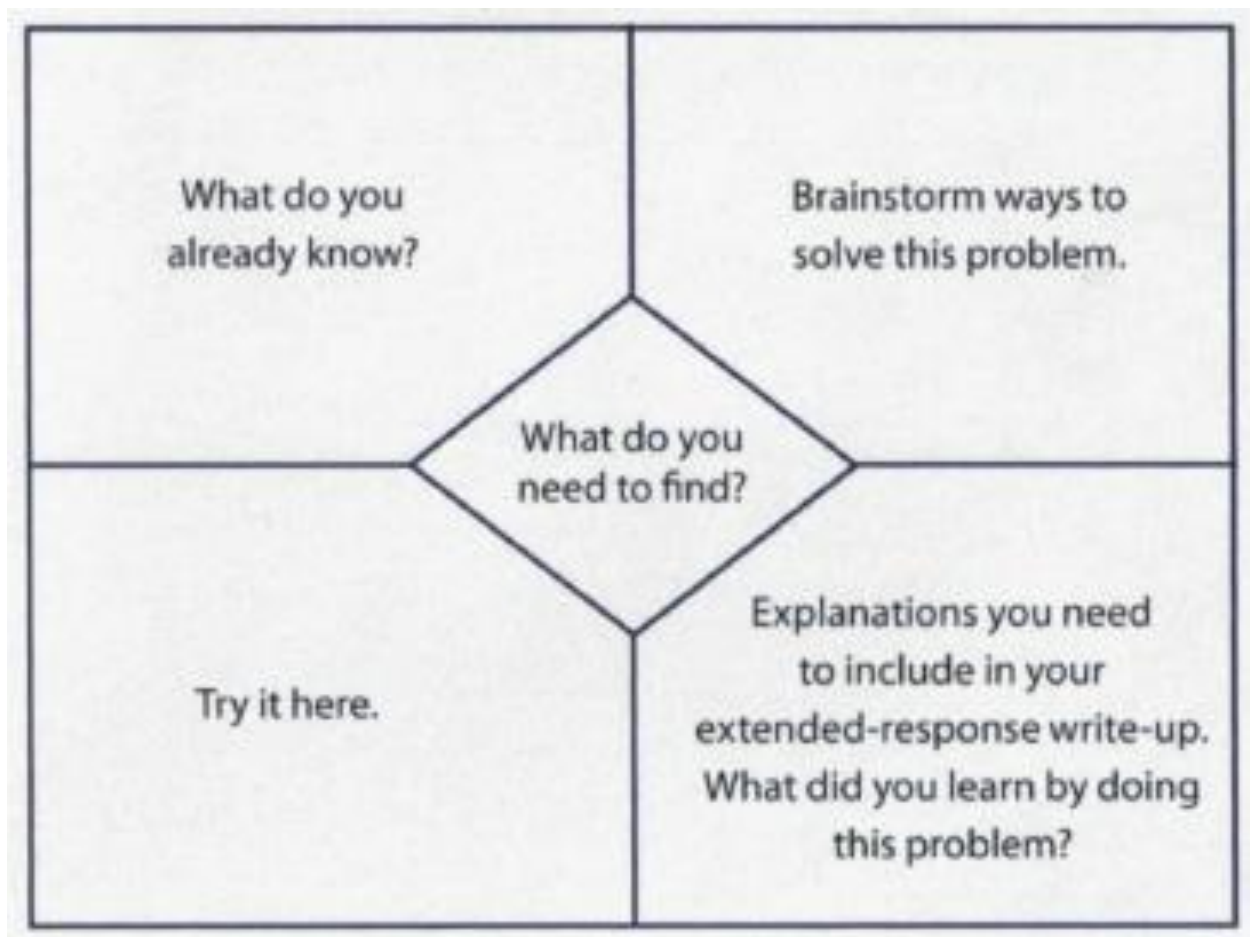 What do you
already know?
Brainstorm ways to
solve this problem.
What do you
need to find?
Try it here.
Explanations you need
to include in your
extended-response write-up.
What did you learn by doing
this problem?